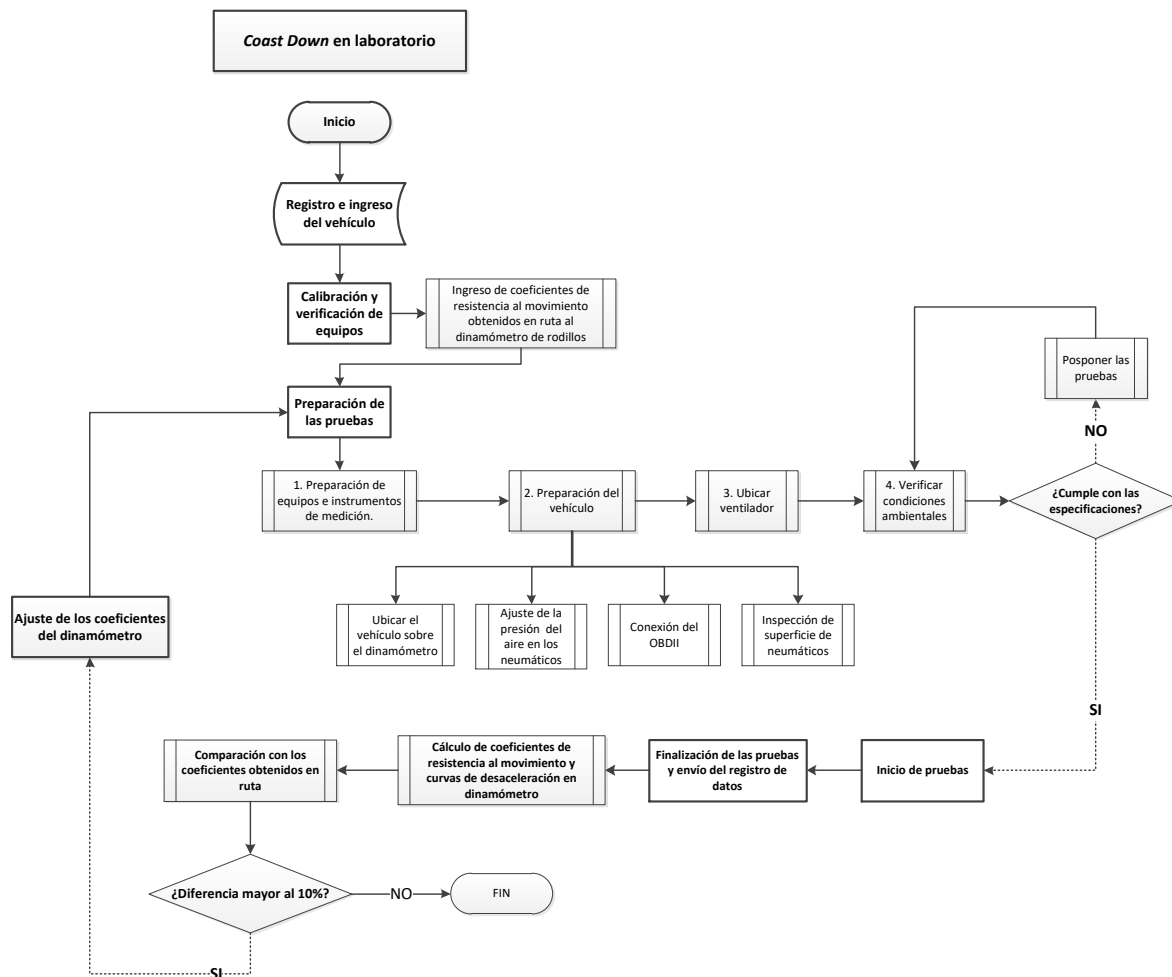 Coast Down en laboratorio
Inicio
Registro e ingreso
del vehículo
Calibración y
verificación de
equipos
Ingreso de coeficientes de
resistencia al movimiento
obtenidos en ruta al
dinamómetro de rodillos
Preparación de
las pruebas
Posponer las
pruebas
NO
1. Preparación de
equipos e instrumentos
de medición.
2. Preparación del
vehículo
3. Ubicar
ventilador
4. Verificar
condiciones
ambientales
¿Cumple con las
especificaciones?
Ajuste de los coeficientes
del dinamómetro
Ubicar el
vehículo sobre
el dinamómetro
Ajuste de la
presión del
aire en los
neumáticos
Conexión del
OBDII
Inspección de
superficie de
neumáticos
SI
Comparación con los
coeficientes obtenidos en
ruta
Cálculo de coeficientes de
resistencia al movimiento y
curvas de desaceleración en
dinamómetro
Finalización de las pruebas
y envío del registro de
datos
Inicio de pruebas
¿Diferencia mayor al 10%?
NO
FIN
SI